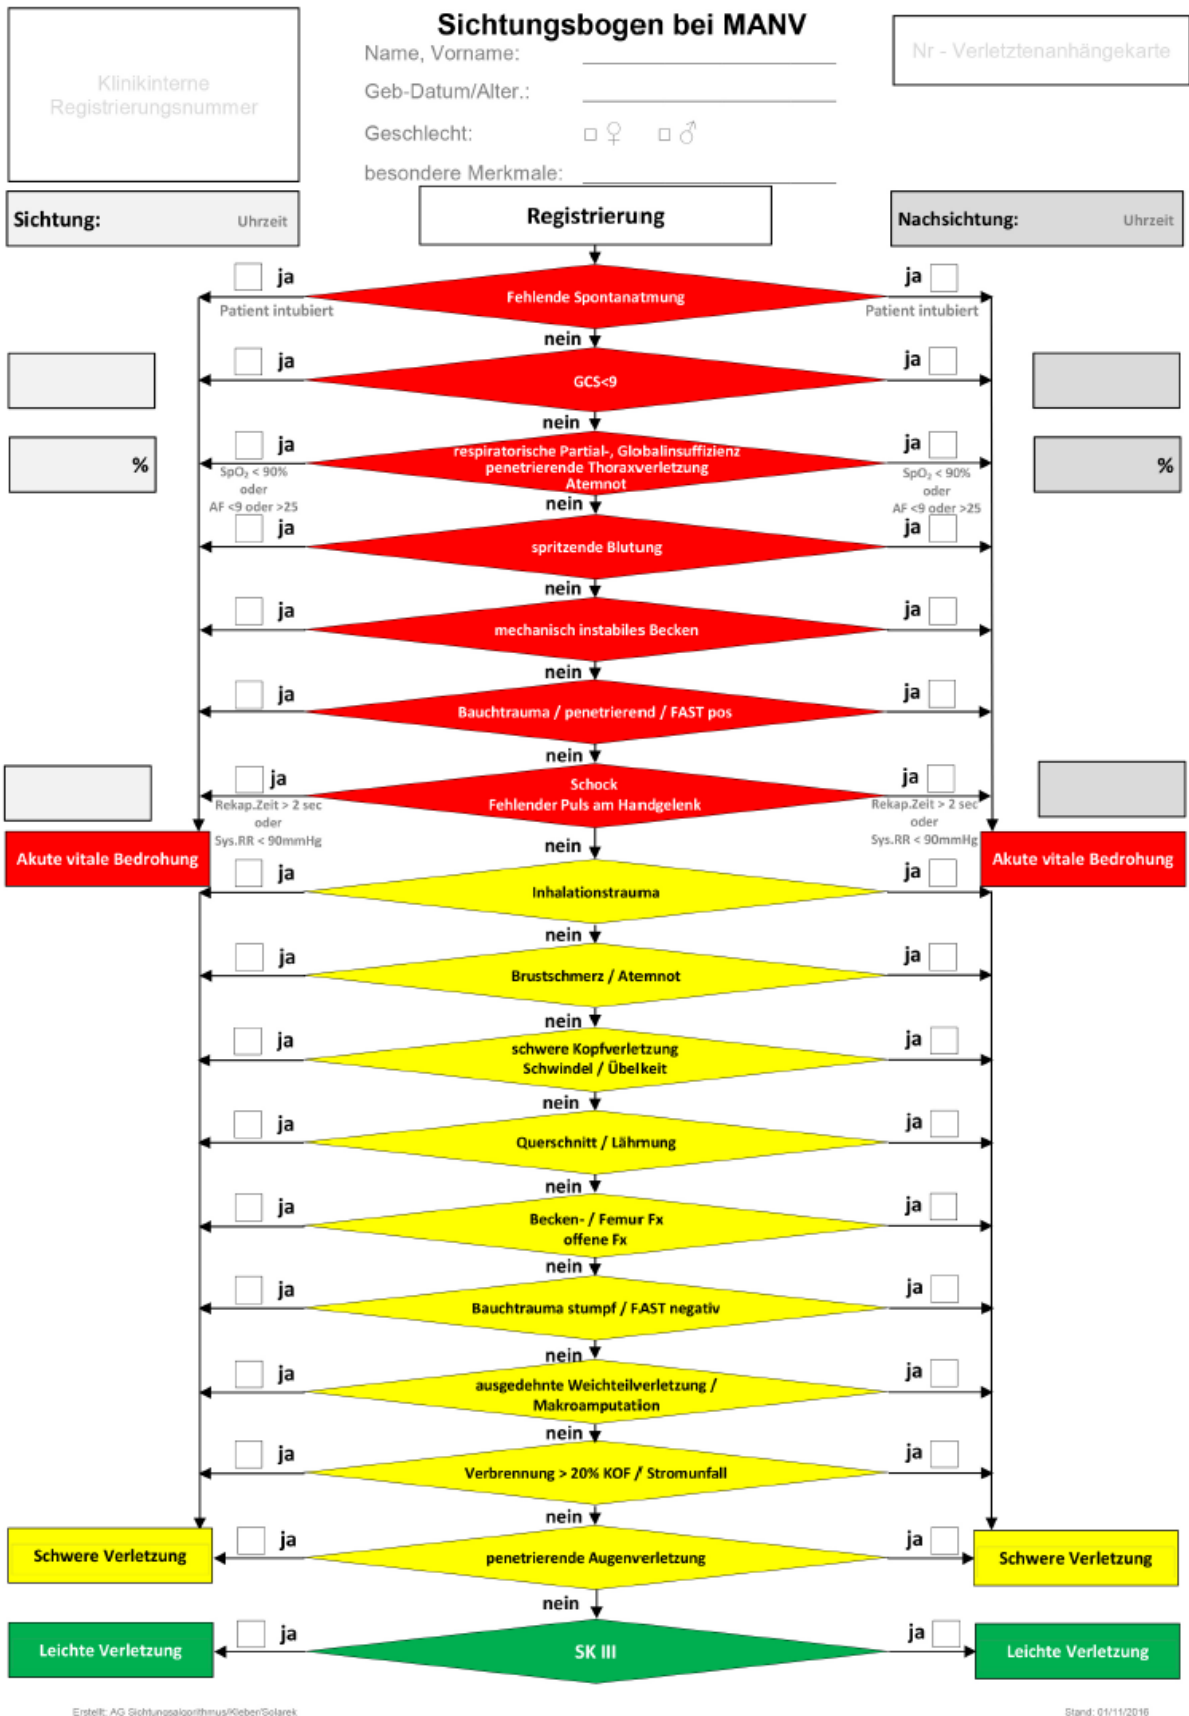 Sichtungsbogen bei MANV
Klinikinterne
Registrierungsnummer
Name, Vorname:
Geb-Datum/Alter.:
Geschlecht: □ ♀ □ ♂
besondere Merkmale:
Nr - Verletztenanhängekarte
Sichtung: Uhrzeit
Registrierung
Nachsichtung: Uhrzeit
ja
Fehlende Spontanatmung
ja
Patient intubiert
Patient intubiert
nein
ja
GCS<9
ja
nein
%
ja
respiratorische Partial-, Globalinsuffizienz
penetrierende Thoraxverletzung
Atemnot
ja
%
SpO₂ < 90%
oder
AF <9 oder >25
SpO₂ < 90%
oder
AF <9 oder >25
nein
ja
spritzende Blutung
ja
nein
ja
mechanisch instabiles Becken
ja
nein
ja
Bauchtrauma / penetrierend / FAST pos
ja
nein
ja
Schock
Fehlender Puls am Handgelenk
ja
Rekap.Zeit > 2 sec
oder
Sys.RR < 90mmHg
Rekap.Zeit > 2 sec
oder
Sys.RR < 90mmHg
Akute vitale Bedrohung
nein
Akute vitale Bedrohung
ja
Inhalationstrauma
ja
nein
ja
Brustschmerz / Atemnot
ja
nein
ja
schwere Kopfverletzung
Schwindel / Übelkeit
ja
nein
ja
Querschnitt / Lähmung
ja
nein
ja
Becken- / Femur Fx
offene Fx
ja
nein
ja
Bauchtrauma stumpf / FAST negativ
ja
nein
ja
ausgedehnte Weichteilverletzung /
Makroamputation
ja
nein
ja
Verbrennung > 20% KOF / Stromunfall
ja
nein
Schwere Verletzung
ja
penetrierende Augenverletzung
ja
Schwere Verletzung
nein
Leichte Verletzung
ja
SK III
ja
Leichte Verletzung
Erstellt: AG Sichtungsalgorithmus/Kleber/Solarek
Stand: 01/11/2016